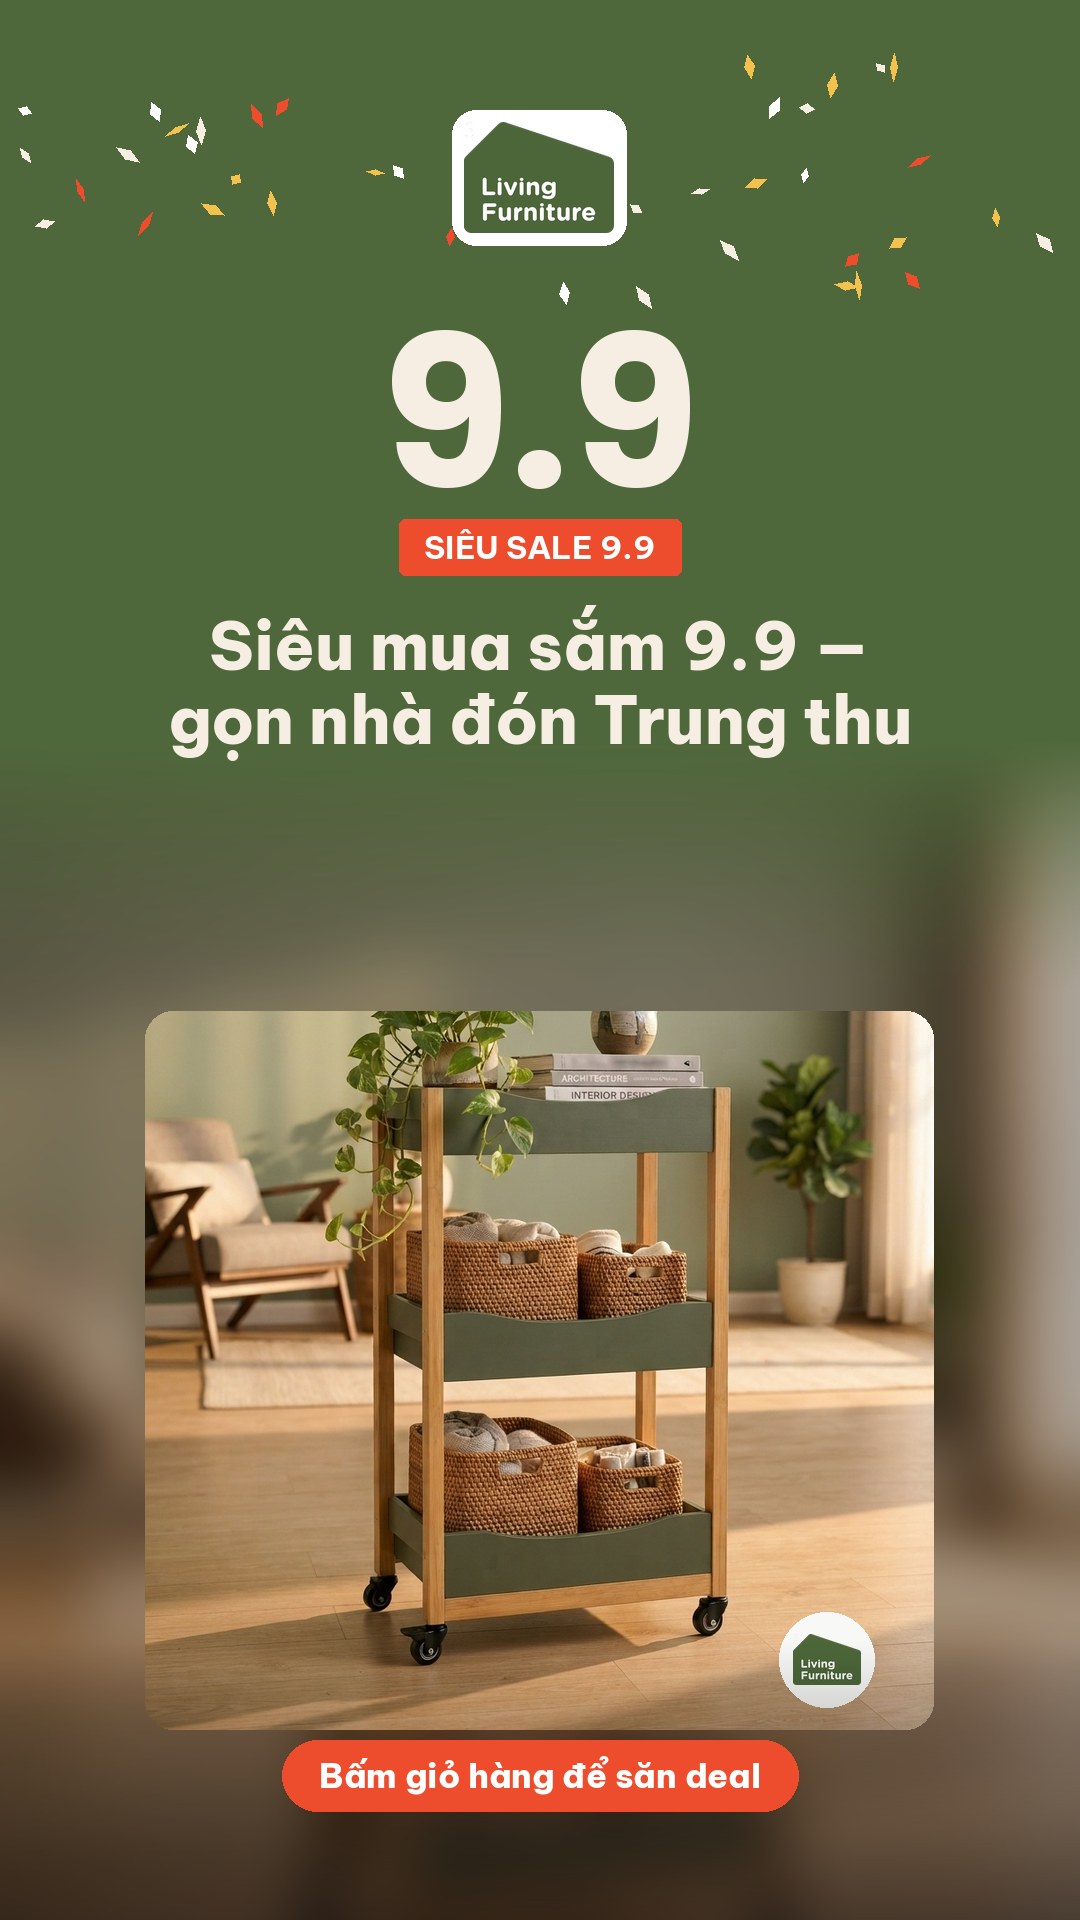 Living
Furniture
9.9
SIÊU SALE 9.9
Siêu mua sắm 9.9 –
gọn nhà đón Trung thu
ARCHITECTURE
INTERIOR DESIGN
Living
Furniture
Bấm giỏ hàng để săn deal